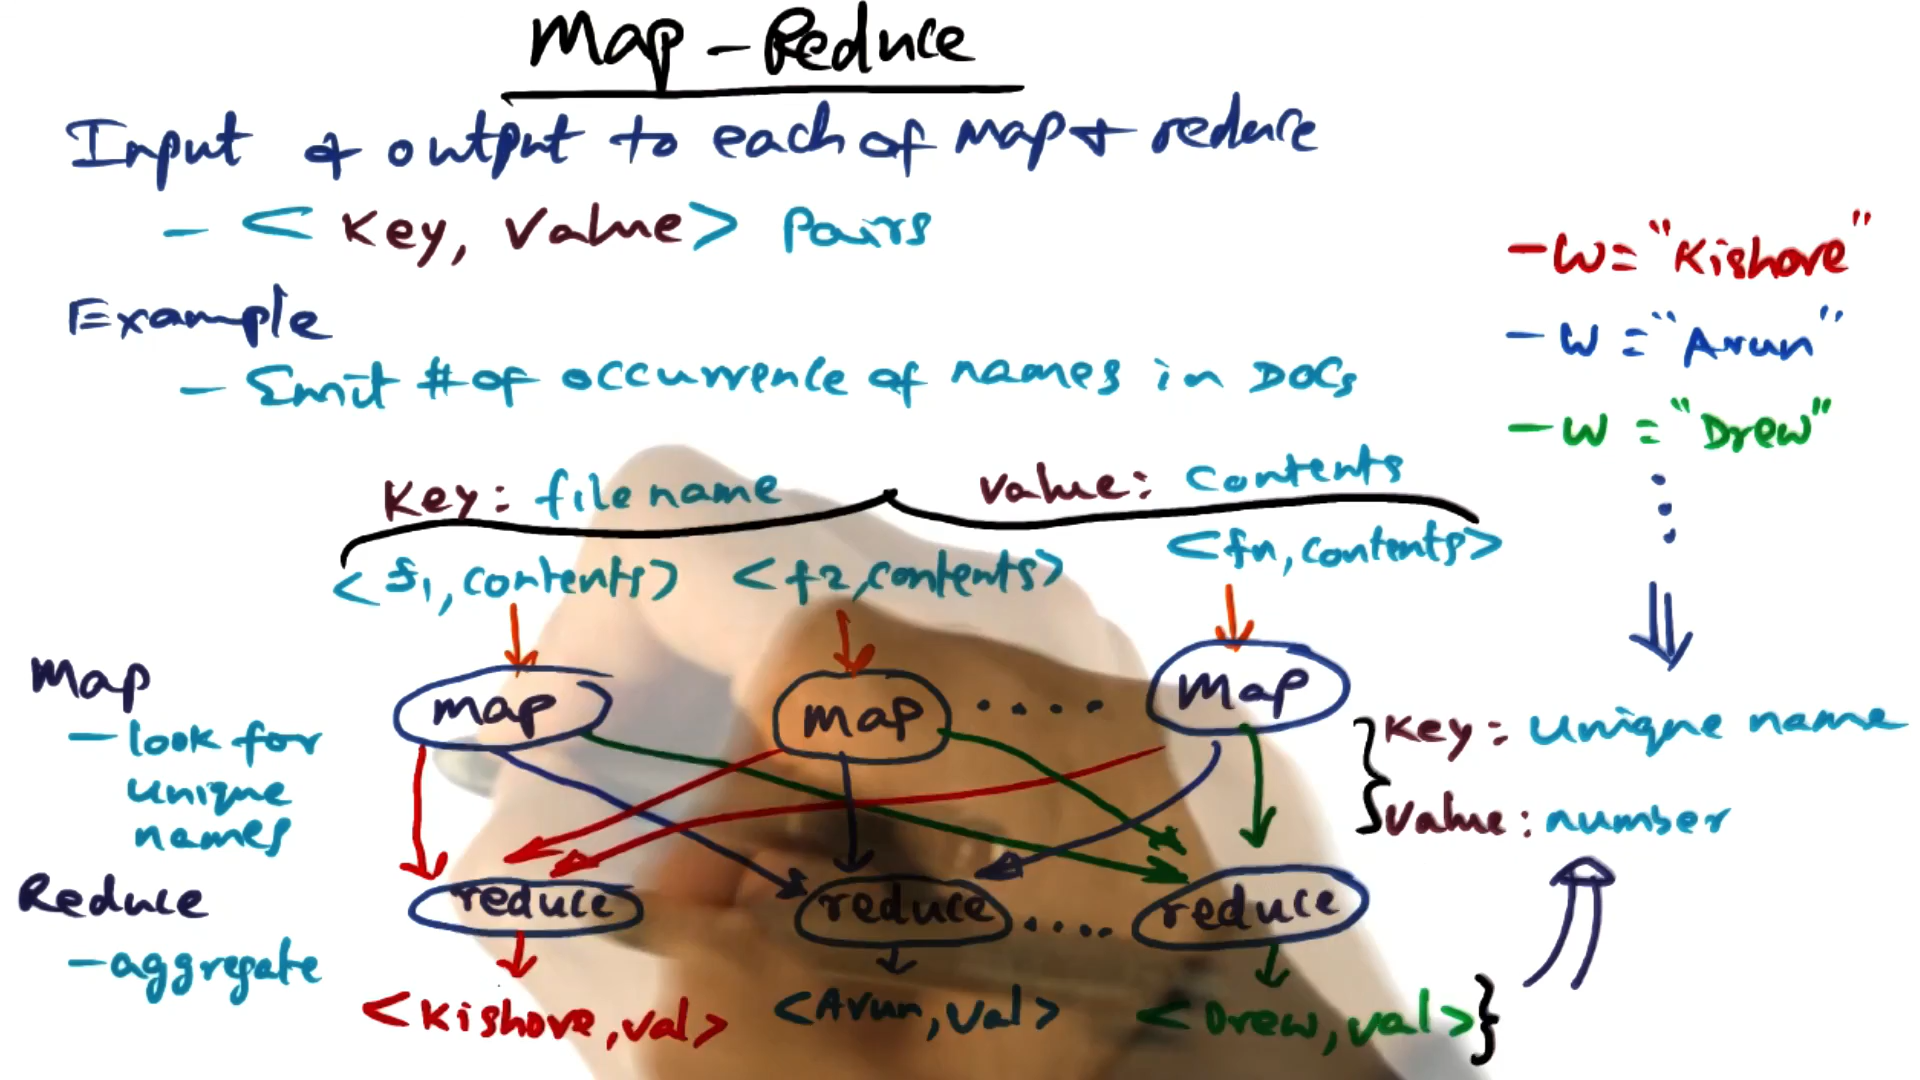 Map - Reduce
Input & output to each of map & reduce
- < Key, Value > Pairs
Example
- Emit # of occurrence of names in DOCs
- W = "Kishore"
- W = "Arun"
- W = "Drew"
Key: file name
Value: contents
<f1, contents> <f2, contents> <fn, contents>
Map
- look for
unique
names
map map .... map
Key: unique name
Value: number
Reduce
- aggregate
reduce reduce .... reduce
<Kishore, val> <Arun, val> <Drew, val>